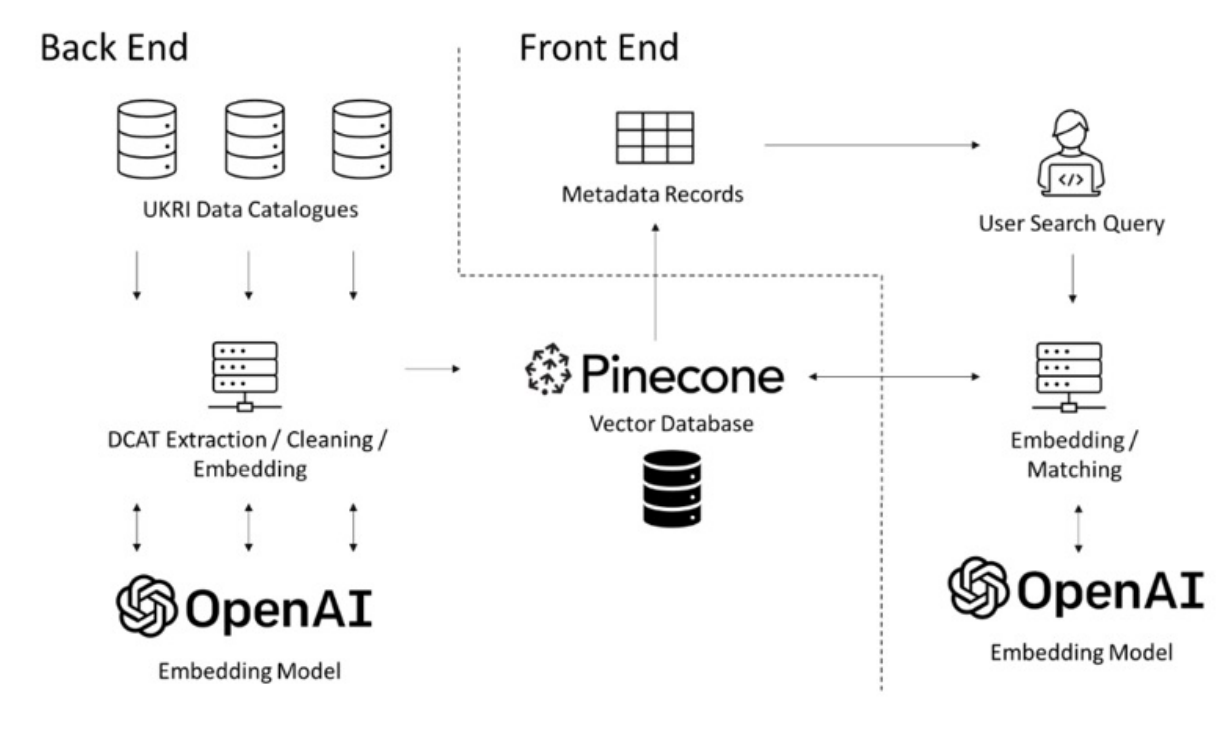 Back End
Front End
UKRI Data Catalogues
Metadata Records
</>
User Search Query
Pinecone
Vector Database
DCAT Extraction / Cleaning /
Embedding
Embedding /
Matching
OpenAI
Embedding Model
OpenAI
Embedding Model